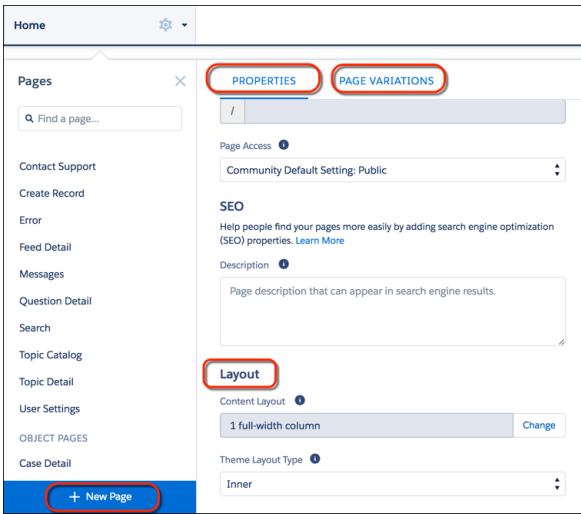 Home
Pages
Find a page...
Contact Support
Create Record
Error
Feed Detail
Messages
Question Detail
Search
Topic Catalog
Topic Detail
User Settings
OBJECT PAGES
Case Detail
+ New Page
PROPERTIES
PAGE VARIATIONS
/
Page Access
Community Default Setting: Public
SEO
Help people find your pages more easily by adding search engine optimization
(SEO) properties. Learn More
Description
Page description that can appear in search engine results.
Layout
Content Layout
1 full-width column
Change
Theme Layout Type
Inner